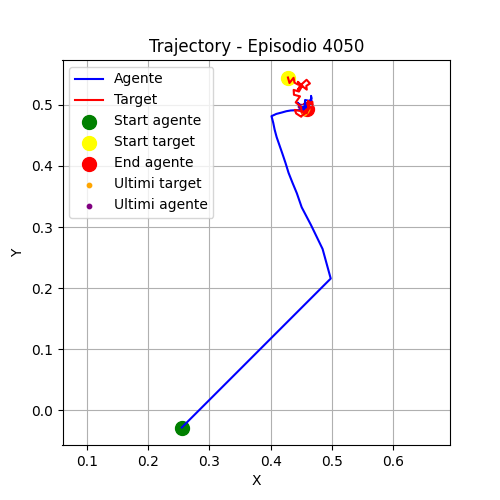 Trajectory - Episodio 4050
Agente
Target
Start agente
Start target
End agente
Ultimi target
Ultimi agente
Y
0.5
0.4
0.3
0.2
0.1
0.0
0.1 0.2 0.3 0.4 0.5 0.6
X